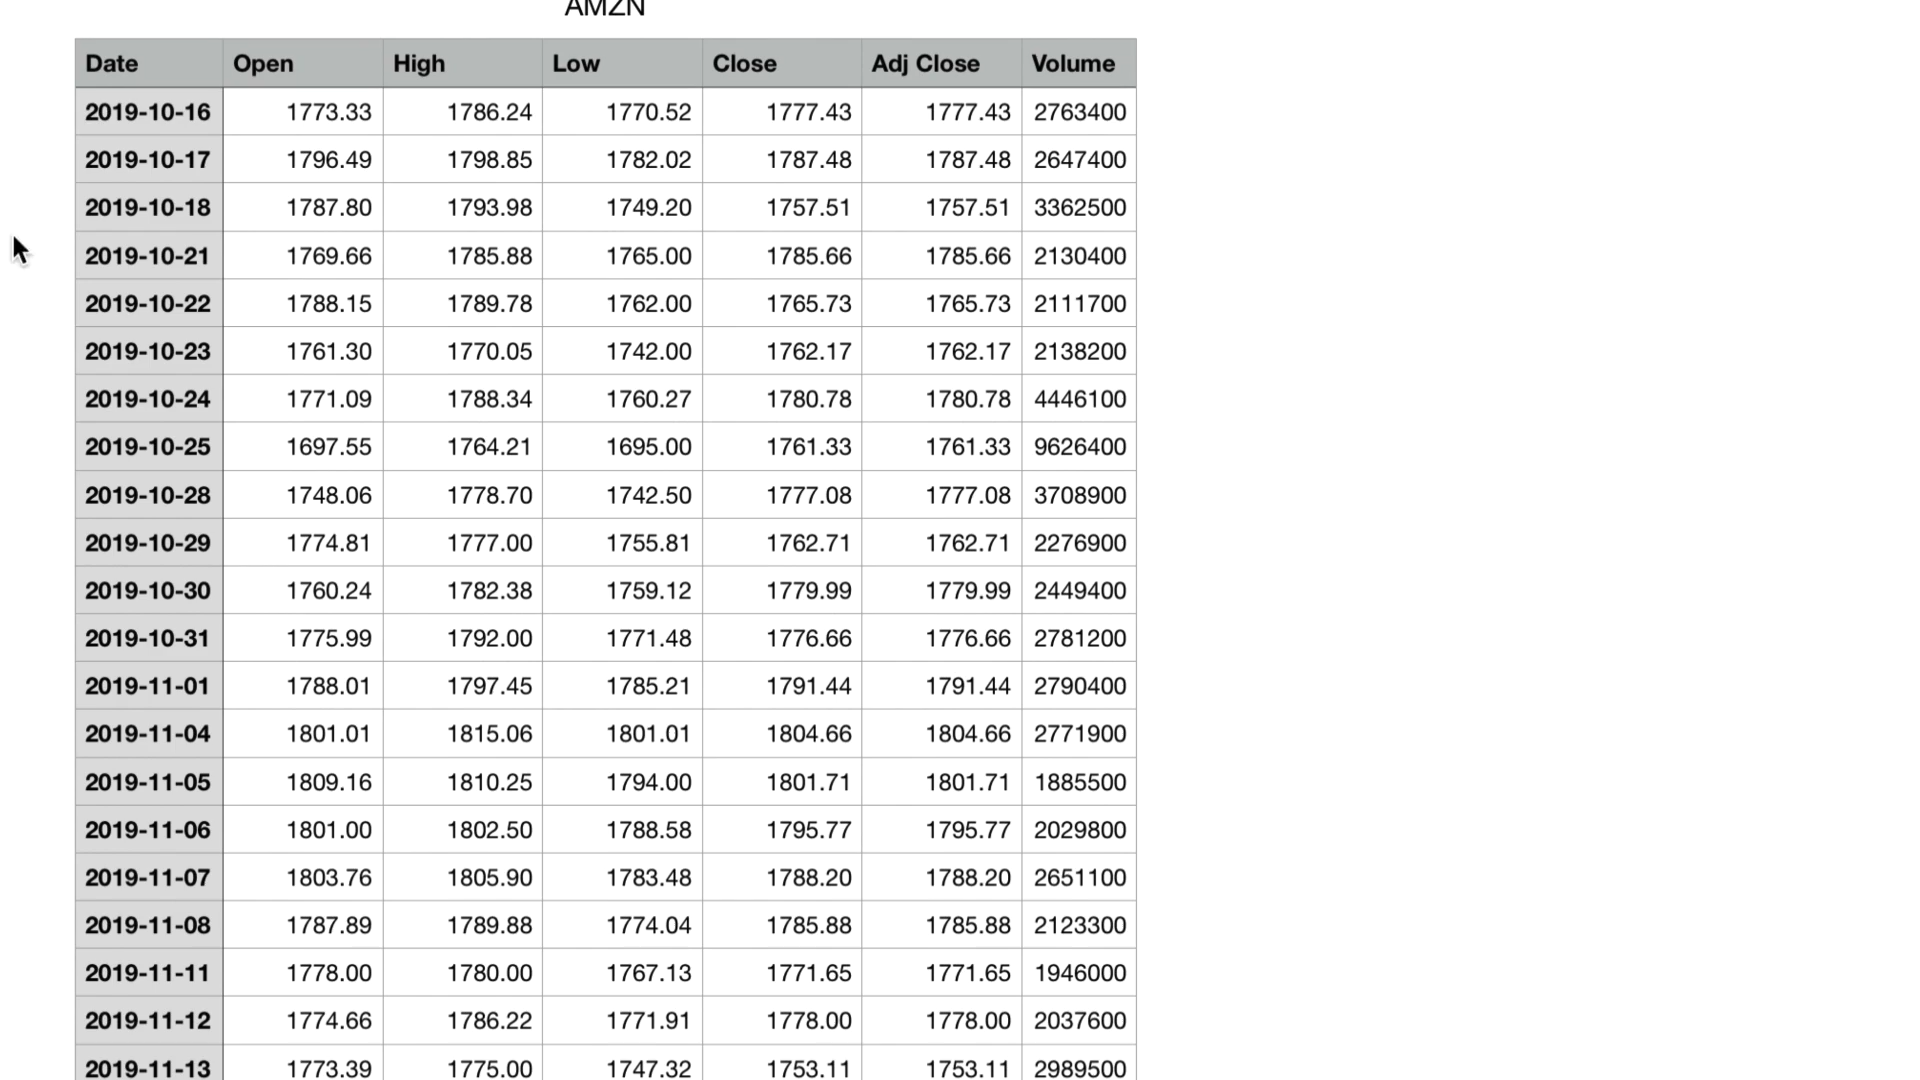 AMZN
Date Open High Low Close Adj Close Volume
2019-10-16 1773.33 1786.24 1770.52 1777.43 1777.43 2763400
2019-10-17 1796.49 1798.85 1782.02 1787.48 1787.48 2647400
2019-10-18 1787.80 1793.98 1749.20 1757.51 1757.51 3362500
2019-10-21 1769.66 1785.88 1765.00 1785.66 1785.66 2130400
2019-10-22 1788.15 1789.78 1762.00 1765.73 1765.73 2111700
2019-10-23 1761.30 1770.05 1742.00 1762.17 1762.17 2138200
2019-10-24 1771.09 1788.34 1760.27 1780.78 1780.78 4446100
2019-10-25 1697.55 1764.21 1695.00 1761.33 1761.33 9626400
2019-10-28 1748.06 1778.70 1742.50 1777.08 1777.08 3708900
2019-10-29 1774.81 1777.00 1755.81 1762.71 1762.71 2276900
2019-10-30 1760.24 1782.38 1759.12 1779.99 1779.99 2449400
2019-10-31 1775.99 1792.00 1771.48 1776.66 1776.66 2781200
2019-11-01 1788.01 1797.45 1785.21 1791.44 1791.44 2790400
2019-11-04 1801.01 1815.06 1801.01 1804.66 1804.66 2771900
2019-11-05 1809.16 1810.25 1794.00 1801.71 1801.71 1885500
2019-11-06 1801.00 1802.50 1788.58 1795.77 1795.77 2029800
2019-11-07 1803.76 1805.90 1783.48 1788.20 1788.20 2651100
2019-11-08 1787.89 1789.88 1774.04 1785.88 1785.88 2123300
2019-11-11 1778.00 1780.00 1767.13 1771.65 1771.65 1946000
2019-11-12 1774.66 1786.22 1771.91 1778.00 1778.00 2037600
2019-11-13 1773.39 1775.00 1747.32 1753.11 1753.11 2989500